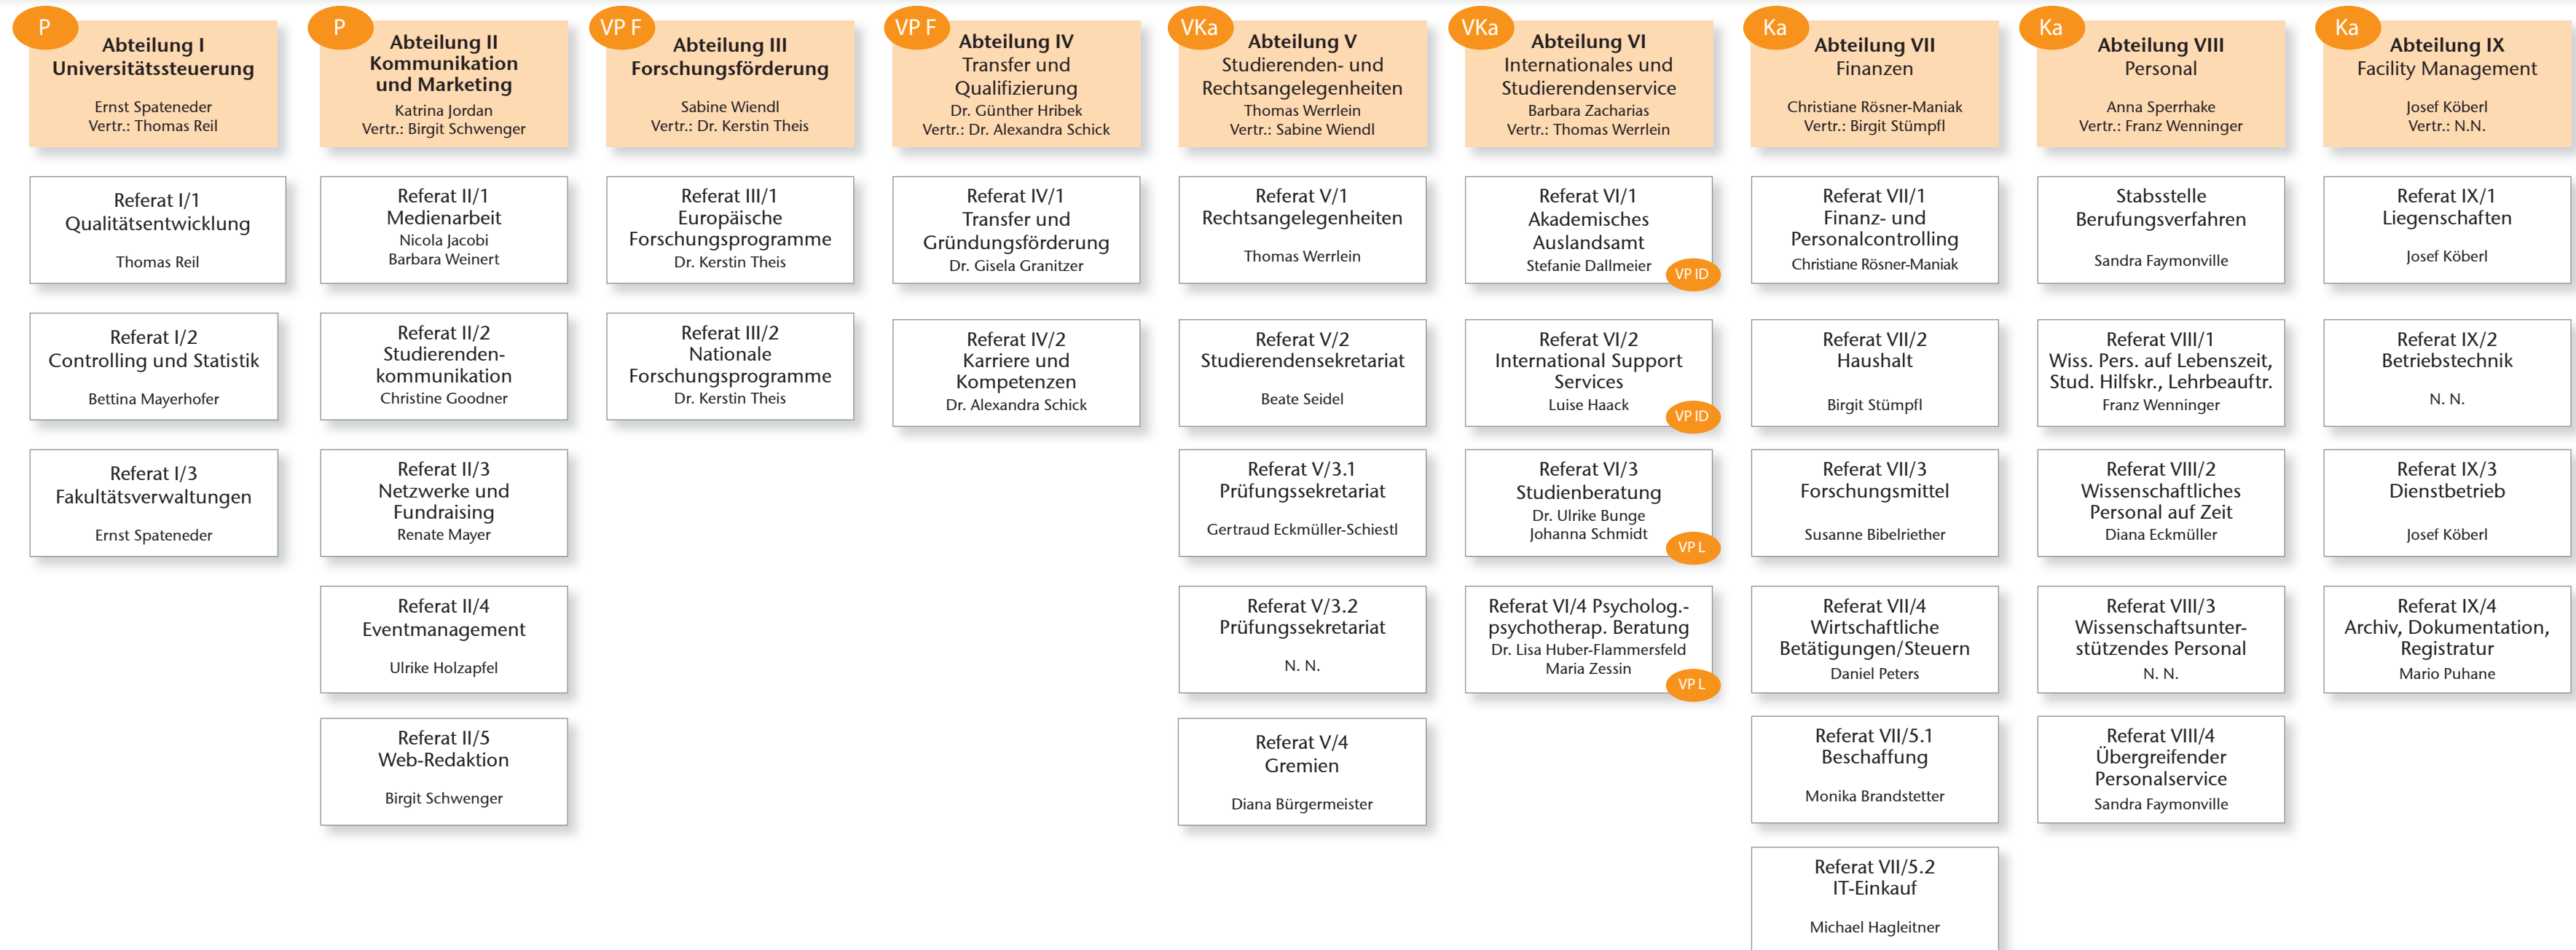 P
Abteilung I
Universitätssteuerung
Ernst Spateneder
Vertr.: Thomas Reil
Referat I/1
Qualitätsentwicklung
Thomas Reil
Referat I/2
Controlling und Statistik
Bettina Mayerhofer
Referat I/3
Fakultätsverwaltungen
Ernst Spateneder
P
Abteilung II
Kommunikation
und Marketing
Katrina Jordan
Vertr.: Birgit Schwenger
Referat II/1
Medienarbeit
Nicola Jacobi
Barbara Weinert
Referat II/2
Studierenden-
kommunikation
Christine Goodner
Referat II/3
Netzwerke und
Fundraising
Renate Mayer
Referat II/4
Eventmanagement
Ulrike Holzapfel
Referat II/5
Web-Redaktion
Birgit Schwenger
VP F
Abteilung III
Forschungsförderung
Sabine Wiendl
Vertr.: Dr. Kerstin Theis
Referat III/1
Europäische
Forschungsprogramme
Dr. Kerstin Theis
Referat III/2
Nationale
Forschungsprogramme
Dr. Kerstin Theis
VP F
Abteilung IV
Transfer und
Qualifizierung
Dr. Günther Hribek
Vertr.: Dr. Alexandra Schick
Referat IV/1
Transfer und
Gründungsförderung
Dr. Gisela Granitzer
Referat IV/2
Karriere und
Kompetenzen
Dr. Alexandra Schick
VKa
Abteilung V
Studierenden- und
Rechtsangelegenheiten
Thomas Werrlein
Vertr.: Sabine Wiendl
Referat V/1
Rechtsangelegenheiten
Thomas Werrlein
Referat V/2
Studierendensekretariat
Beate Seidel
Referat V/3.1
Prüfungssekretariat
Gertraud Eckmüller-Schiestl
Referat V/3.2
Prüfungssekretariat
N. N.
Referat V/4
Gremien
Diana Bürgermeister
VKa
Abteilung VI
Internationales und
Studierendenservice
Barbara Zacharias
Vertr.: Thomas Werrlein
Referat VI/1
Akademisches
Auslandsamt
Stefanie Dallmeier
VP ID
Referat VI/2
International Support
Services
Luise Haack
VP ID
Referat VI/3
Studienberatung
Dr. Ulrike Bunge
Johanna Schmidt
VP L
Referat VI/4 Psycholog.-
psychotherap. Beratung
Dr. Lisa Huber-Flammersfeld
Maria Zessin
VP L
Ka
Abteilung VII
Finanzen
Christiane Rösner-Maniak
Vertr.: Birgit Stümpfl
Referat VII/1
Finanz- und
Personalcontrolling
Christiane Rösner-Maniak
Referat VII/2
Haushalt
Birgit Stümpfl
Referat VII/3
Forschungsmittel
Susanne Bibelriether
Referat VII/4
Wirtschaftliche
Betätigungen/Steuern
Daniel Peters
Referat VII/5.1
Beschaffung
Monika Brandstetter
Referat VII/5.2
IT-Einkauf
Michael Hagleitner
Ka
Abteilung VIII
Personal
Anna Sperrhake
Vertr.: Franz Wenninger
Stabsstelle
Berufungsverfahren
Sandra Faymonville
Referat VIII/1
Wiss. Pers. auf Lebenszeit,
Stud. Hilfskr., Lehrbeauftr.
Franz Wenninger
Referat VIII/2
Wissenschaftliches
Personal auf Zeit
Diana Eckmüller
Referat VIII/3
Wissenschaftsunter-
stützendes Personal
N. N.
Referat VIII/4
Übergreifender
Personalservice
Sandra Faymonville
Ka
Abteilung IX
Facility Management
Josef Köberl
Vertr.: N.N.
Referat IX/1
Liegenschaften
Josef Köberl
Referat IX/2
Betriebstechnik
N. N.
Referat IX/3
Dienstbetrieb
Josef Köberl
Referat IX/4
Archiv, Dokumentation,
Registratur
Mario Puhane